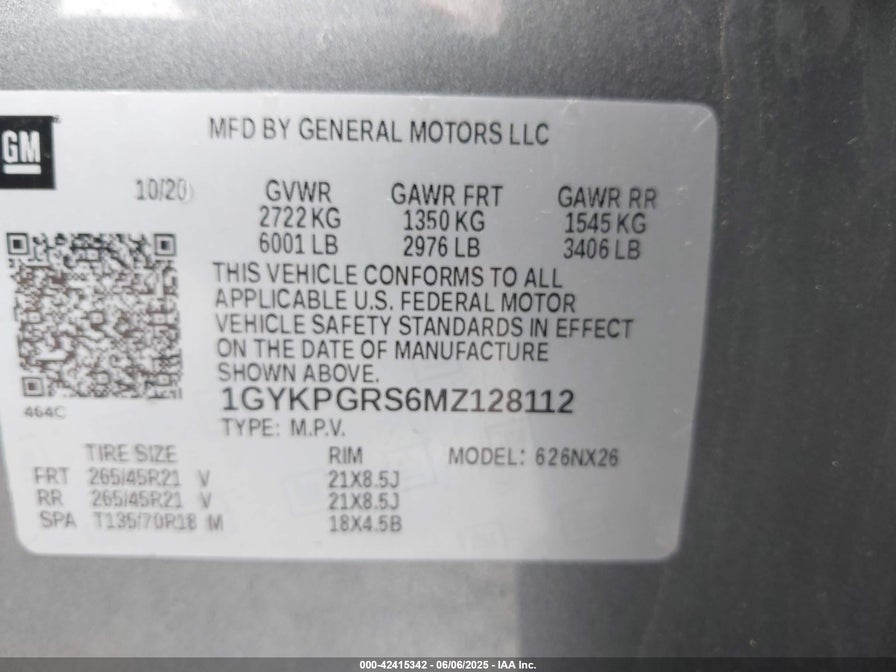 GM
MFD BY GENERAL MOTORS LLC
10/20
GVWR GAWR FRT GAWR RR
2722 KG 1350 KG 1545 KG
6001 LB 2976 LB 3406 LB
THIS VEHICLE CONFORMS TO ALL
APPLICABLE U.S. FEDERAL MOTOR
VEHICLE SAFETY STANDARDS IN EFFECT
ON THE DATE OF MANUFACTURE
SHOWN ABOVE.
1GYKPGRS6MZ128112
464C
TYPE: M.P.V.
TIRE SIZE RIM MODEL: 626NX26
FRT 265/45R21 V 21X8.5J
RR 265/45R21 V 21X8.5J
SPA T135/70R18 M 18X4.5B
000-42415342 - 06/06/2025 - IAA Inc.